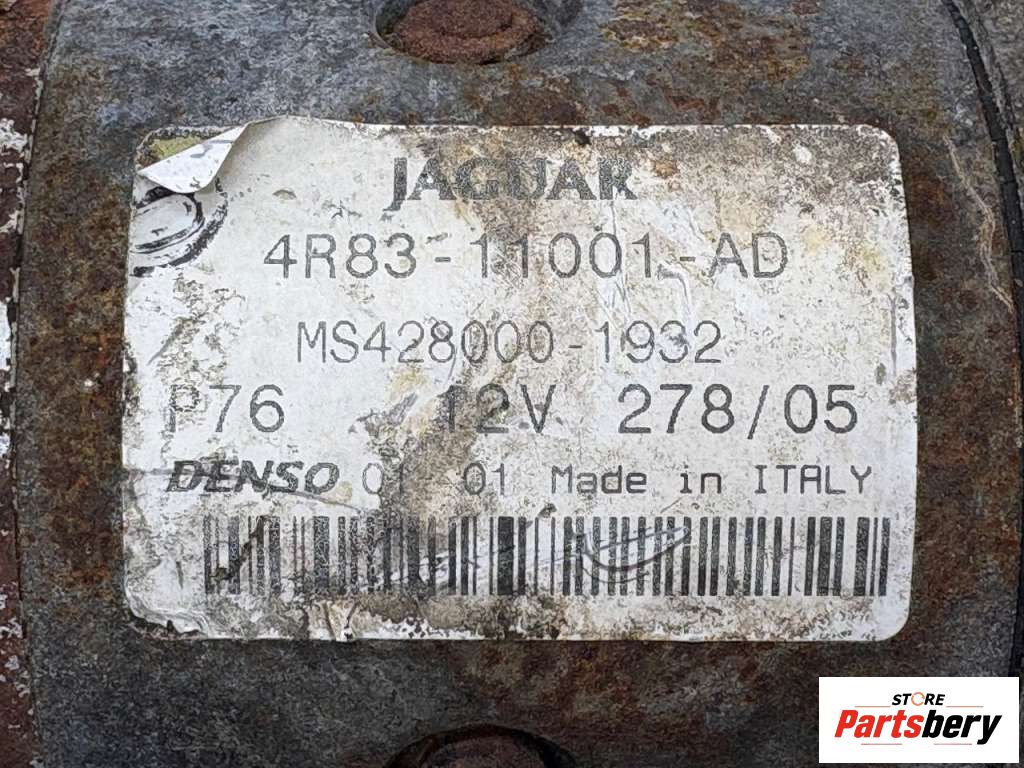 JAGUAR
4R83-11001-AD
MS428000-1932
P76 12V 278/05
DENSO 01 01 Made in ITALY
STORE
Partsbery